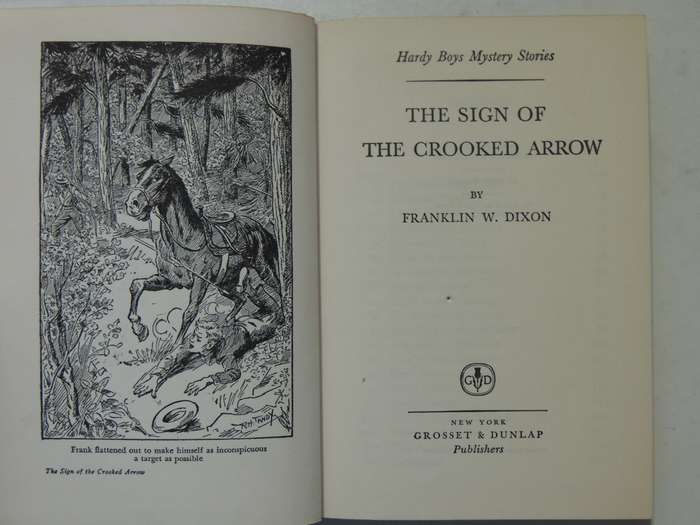 R.H. TANDY
Frank flattened out to make himself as inconspicuous
a target as possible
The Sign of the Crooked Arrow
Hardy Boys Mystery Stories
THE SIGN OF
THE CROOKED ARROW
BY
FRANKLIN W. DIXON
G D
NEW YORK
GROSSET & DUNLAP
Publishers